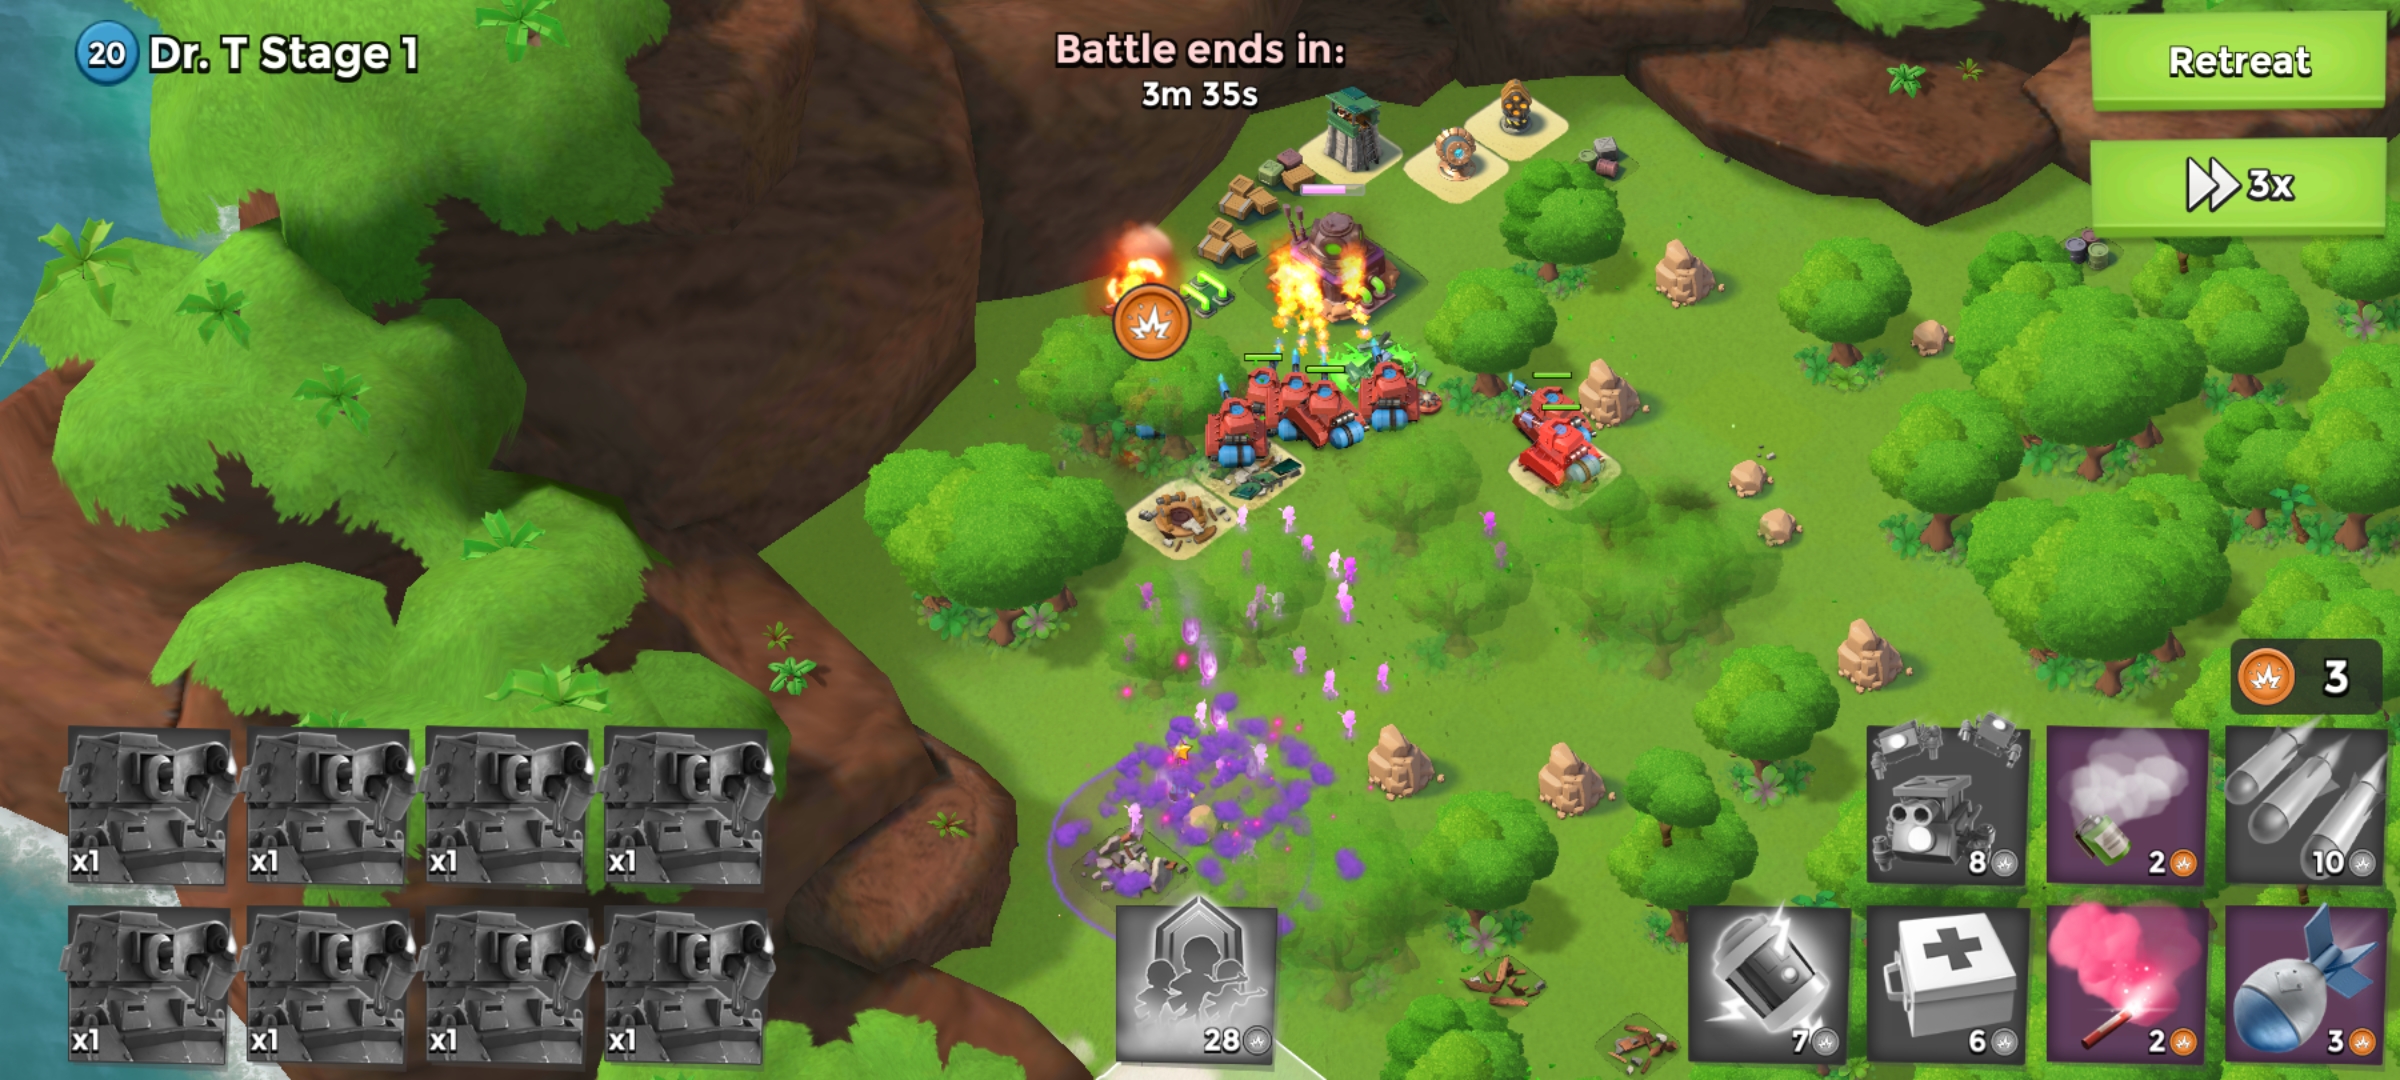 20 Dr. T Stage 1
Battle ends in:
3m 35s
Retreat
3x
3
x1 x1 x1 x1
8 2 10
x1 x1 x1 x1
28 7 6 2 3